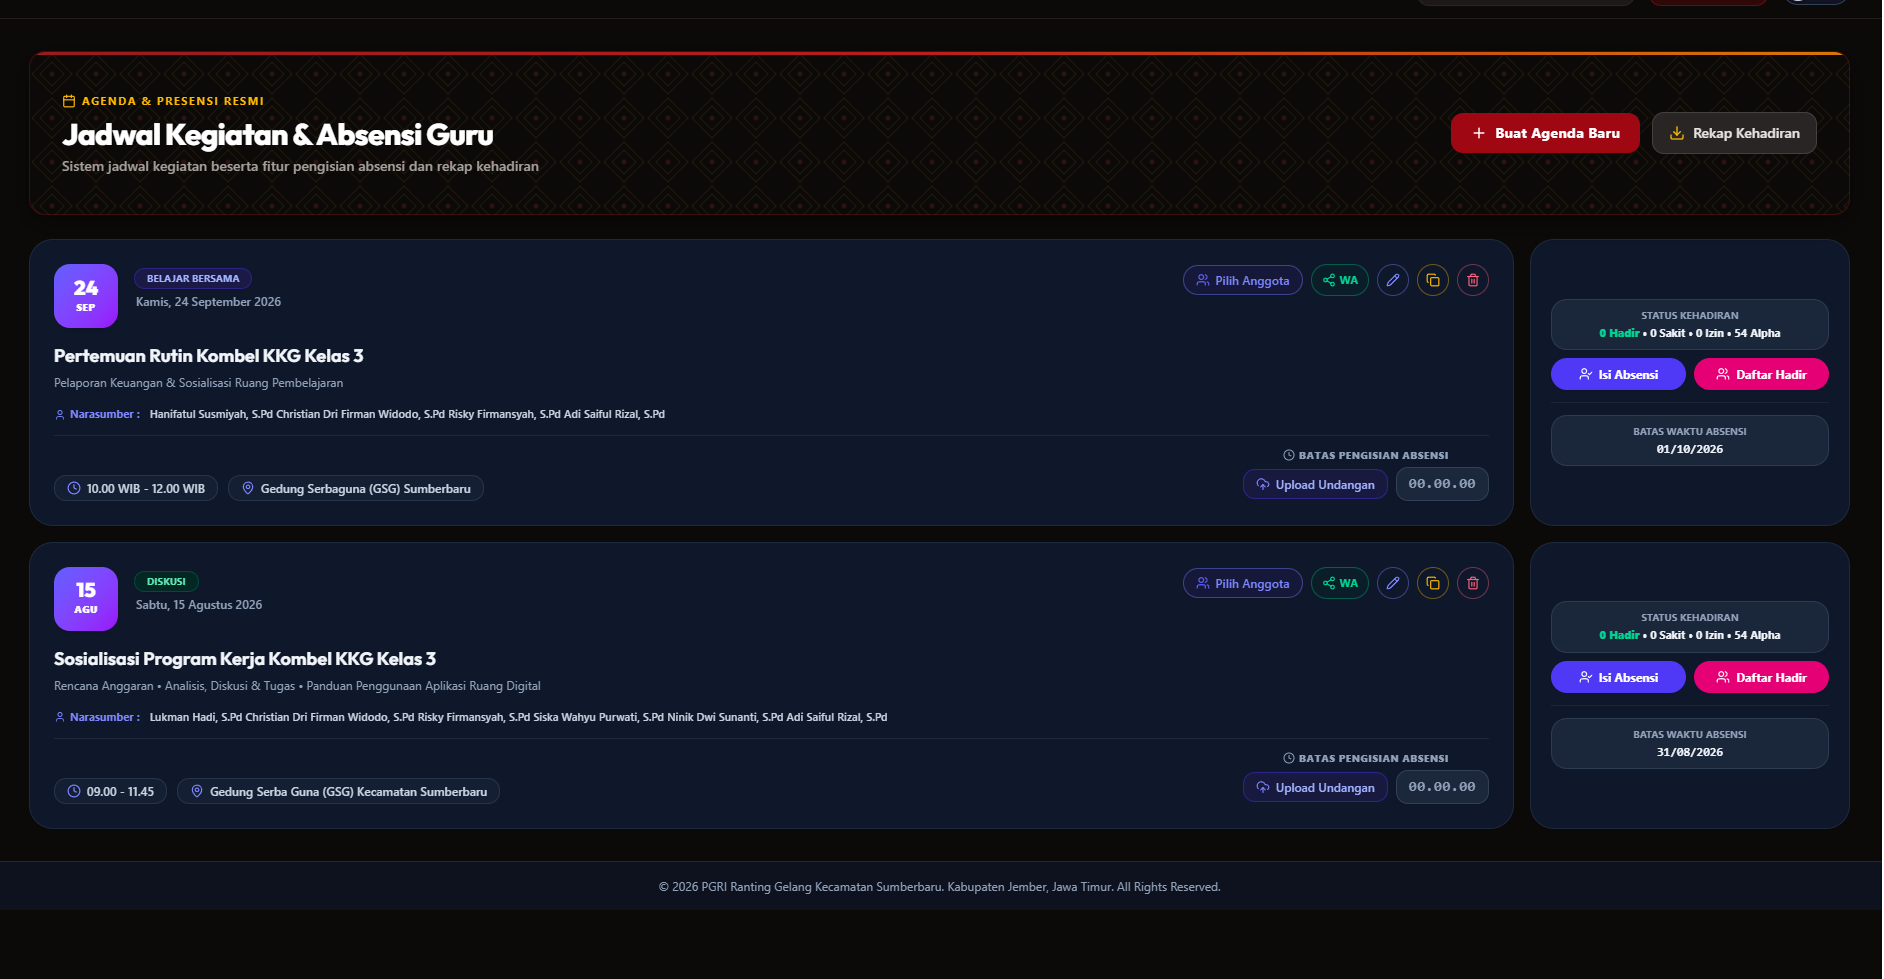 AGENDA & PRESENSI RESMI
Jadwal Kegiatan & Absensi Guru
Sistem jadwal kegiatan beserta fitur pengisian absensi dan rekap kehadiran
Buat Agenda Baru
Rekap Kehadiran
24
SEP
BELAJAR BERSAMA
Kamis, 24 September 2026
Pilih Anggota
WA
Pertemuan Rutin Kombel KKG Kelas 3
Pelaporan Keuangan & Sosialisasi Ruang Pembelajaran
Narasumber : Hanifatul Susmiyah, S.Pd Christian Dri Firman Widodo, S.Pd Risky Firmansyah, S.Pd Adi Saiful Rizal, S.Pd
10.00 WIB - 12.00 WIB
Gedung Serbaguna (GSG) Sumberbaru
BATAS PENGISIAN ABSENSI
Upload Undangan
00.00.00
STATUS KEHADIRAN
0 Hadir • 0 Sakit • 0 Izin • 54 Alpha
Isi Absensi
Daftar Hadir
BATAS WAKTU ABSENSI
01/10/2026
15
AGU
DISKUSI
Sabtu, 15 Agustus 2026
Pilih Anggota
WA
Sosialisasi Program Kerja Kombel KKG Kelas 3
Rencana Anggaran • Analisis, Diskusi & Tugas • Panduan Penggunaan Aplikasi Ruang Digital
Narasumber : Lukman Hadi, S.Pd Christian Dri Firman Widodo, S.Pd Risky Firmansyah, S.Pd Siska Wahyu Purwati, S.Pd Ninik Dwi Sunanti, S.Pd Adi Saiful Rizal, S.Pd
09.00 - 11.45
Gedung Serba Guna (GSG) Kecamatan Sumberbaru
BATAS PENGISIAN ABSENSI
Upload Undangan
00.00.00
STATUS KEHADIRAN
0 Hadir • 0 Sakit • 0 Izin • 54 Alpha
Isi Absensi
Daftar Hadir
BATAS WAKTU ABSENSI
31/08/2026
© 2026 PGRI Ranting Gelang Kecamatan Sumberbaru. Kabupaten Jember, Jawa Timur. All Rights Reserved.